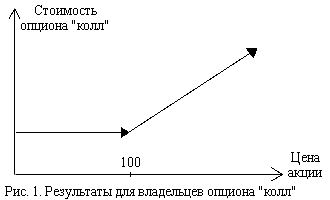 Стоимость
опциона "колл"
100
Цена
акции
Рис. 1. Результаты для владельцев опциона "колл"